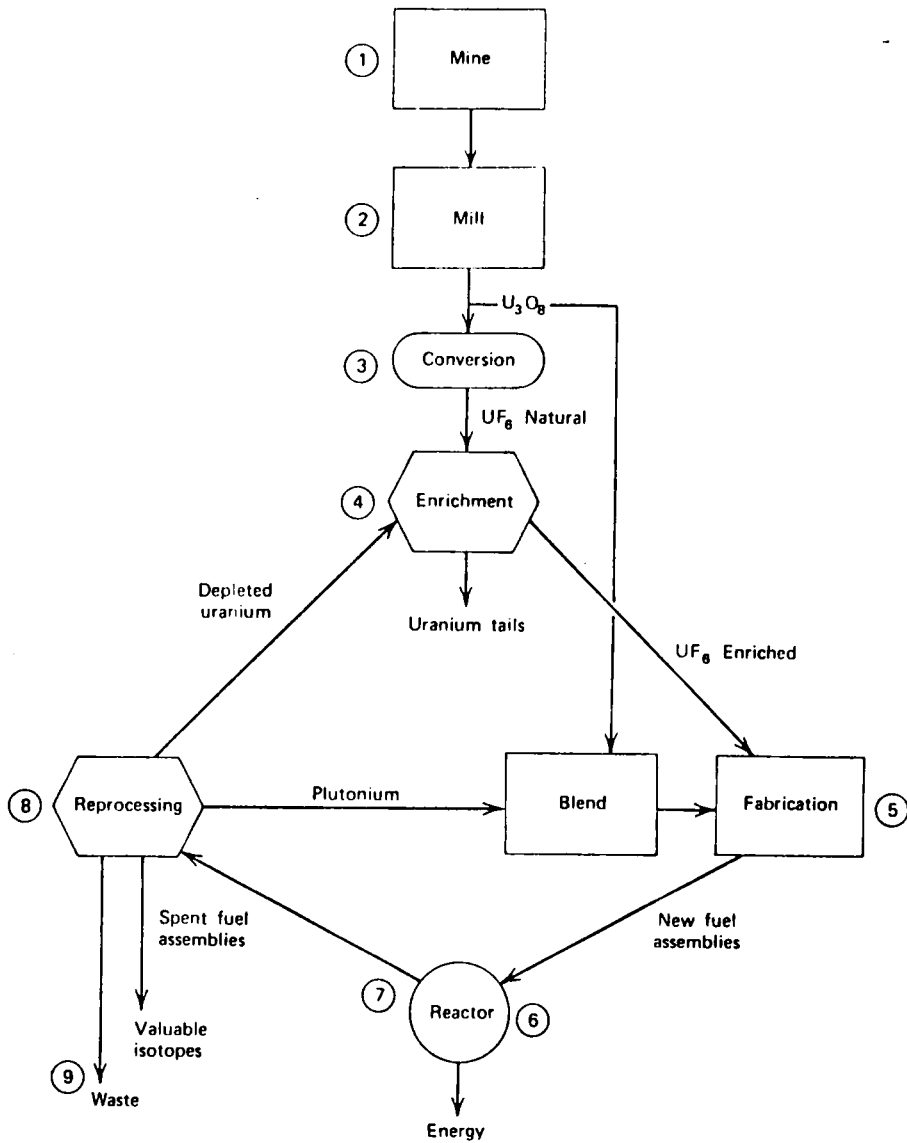 1
Mine
2
Mill
U₃O₈
3
Conversion
UF₆ Natural
4
Enrichment
Depleted
uranium
Uranium tails
UF₆ Enriched
8
Reprocessing
Plutonium
Blend
Fabrication
5
Spent fuel
assemblies
New fuel
assemblies
7
Reactor
6
Valuable
isotopes
9
Waste
Energy